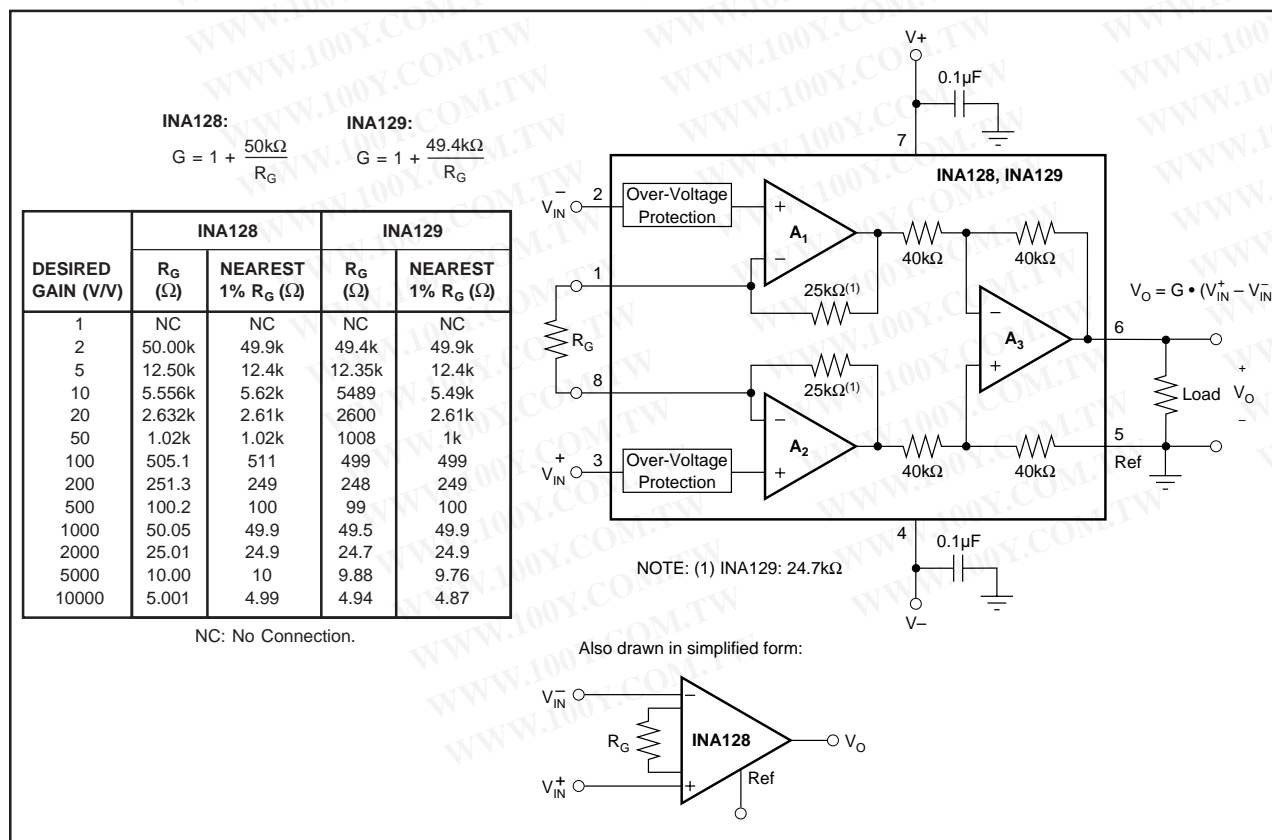 INA128:
G = 1 + 50kΩ / R_G
INA129:
G = 1 + 49.4kΩ / R_G
INA128 INA129
DESIRED GAIN (V/V) R_G (Ω) NEAREST 1% R_G (Ω) R_G (Ω) NEAREST 1% R_G (Ω)
1 NC NC NC NC
2 50.00k 49.9k 49.4k 49.9k
5 12.50k 12.4k 12.35k 12.4k
10 5.556k 5.62k 5489 5.49k
20 2.632k 2.61k 2600 2.61k
50 1.02k 1.02k 1008 1k
100 505.1 511 499 499
200 251.3 249 248 249
500 100.2 100 99 100
1000 50.05 49.9 49.5 49.9
2000 25.01 24.9 24.7 24.9
5000 10.00 10 9.88 9.76
10000 5.001 4.99 4.94 4.87
NC: No Connection.
V+
0.1µF
7
INA128, INA129
V_IN^− 2 Over-Voltage Protection
+ A_1 −
40kΩ 40kΩ
1
25kΩ(1)
R_G
− A_3 +
6
V_O = G • (V_IN^+ − V_IN^−
8
25kΩ(1)
− A_2 +
Load
+ V_O −
V_IN^+ 3 Over-Voltage Protection
40kΩ 40kΩ
5
Ref
4
0.1µF
V−
NOTE: (1) INA129: 24.7kΩ
Also drawn in simplified form:
V_IN^−
−
R_G
INA128
V_O
V_IN^+
+
Ref
WWW.100Y.COM.TW